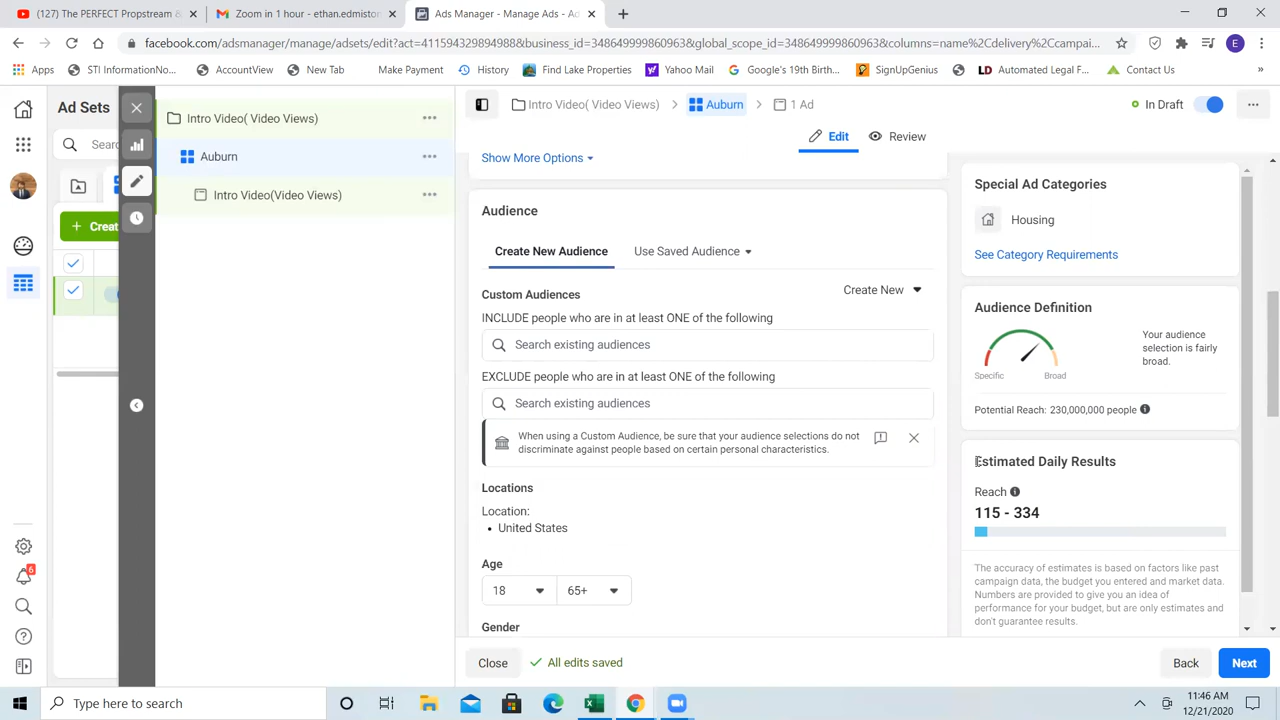 (127) The PERFECT Propstream &
Zoom in 1 hour - ethan.edmiston
Ads Manager - Manage Ads - Ad
facebook.com/adsmanager/manage/adsets/edit?act=411594329894988&business_id=348649999860963&global_scope_id=348649999860963&columns=name%2Cdelivery%2Ccampai...
E
Apps
STI InformationNo...
AccountView
New Tab
Make Payment
History
Find Lake Properties
Yahoo Mail
Google's 19th Birth...
SignUpGenius
LD Automated Legal F...
Contact Us
»
Ad Sets
Searc
+ Creat
Intro Video( Video Views)
Auburn
Intro Video(Video Views)
Intro Video( Video Views) > Auburn > 1 Ad
In Draft
Edit
Review
Show More Options
Audience
Create New Audience
Use Saved Audience
Custom Audiences
Create New
INCLUDE people who are in at least ONE of the following
Search existing audiences
EXCLUDE people who are in at least ONE of the following
Search existing audiences
When using a Custom Audience, be sure that your audience selections do not
discriminate against people based on certain personal characteristics.
Locations
Location:
• United States
Age
18
65+
Gender
Special Ad Categories
Housing
See Category Requirements
Audience Definition
Your audience
selection is fairly
broad.
Specific
Broad
Potential Reach: 230,000,000 people
Estimated Daily Results
Reach
115 - 334
The accuracy of estimates is based on factors like past
campaign data, the budget you entered and market data.
Numbers are provided to give you an idea of
performance for your budget, but are only estimates and
don't guarantee results.
6
Close
All edits saved
Back
Next
Type here to search
11:46 AM
12/21/2020